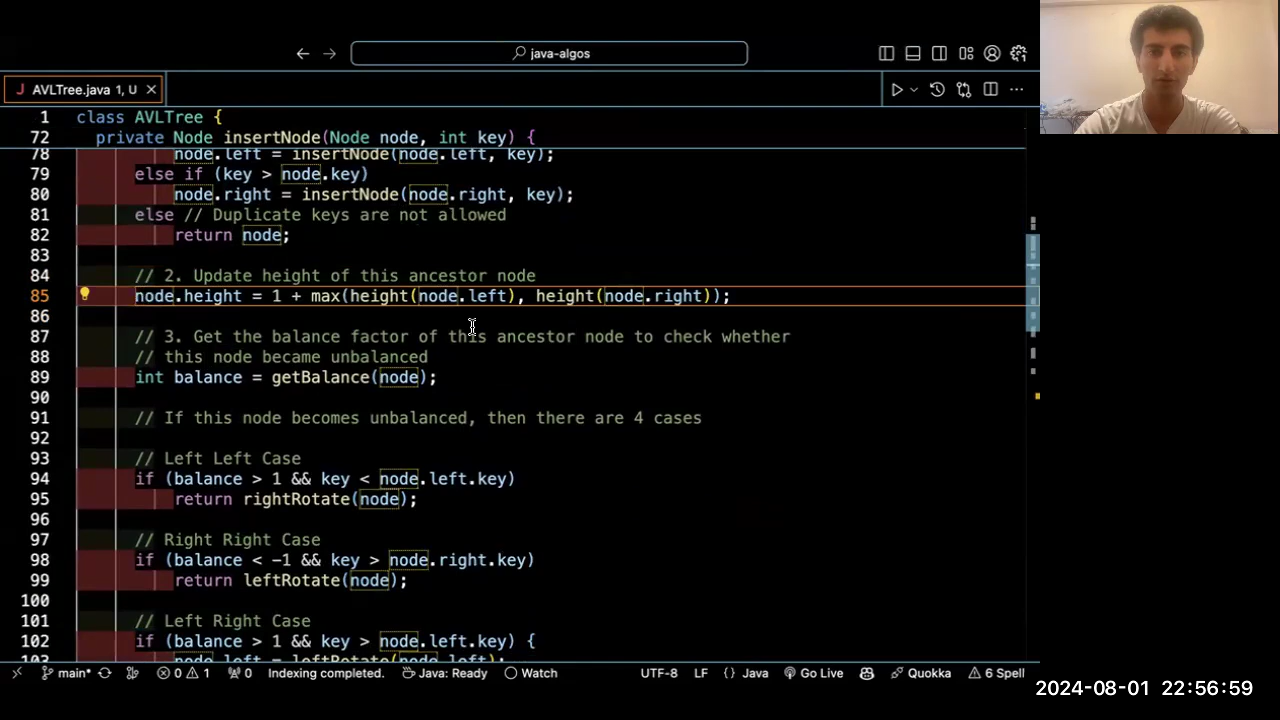 java-algos
AVLTree.java 1, U
1 class AVLTree {
72 private Node insertNode(Node node, int key) {
78 node.left = insertNode(node.left, key);
79 else if (key > node.key)
80 node.right = insertNode(node.right, key);
81 else // Duplicate keys are not allowed
82 return node;
83
84 // 2. Update height of this ancestor node
85 node.height = 1 + max(height(node.left), height(node.right));
86
87 // 3. Get the balance factor of this ancestor node to check whether
88 // this node became unbalanced
89 int balance = getBalance(node);
90
91 // If this node becomes unbalanced, then there are 4 cases
92
93 // Left Left Case
94 if (balance > 1 && key < node.left.key)
95 return rightRotate(node);
96
97 // Right Right Case
98 if (balance < -1 && key > node.right.key)
99 return leftRotate(node);
100
101 // Left Right Case
102 if (balance > 1 && key > node.left.key) {
103 node.left = leftRotate(node.left);
main* 0 1 0 Indexing completed. Java: Ready Watch UTF-8 LF {} Java Go Live Quokka 6 Spell
2024-08-01 22:56:59